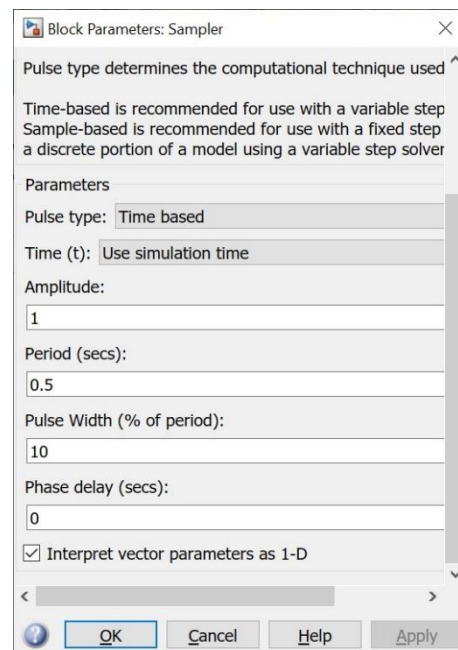 Block Parameters: Sampler
Pulse type determines the computational technique used
Time-based is recommended for use with a variable step
Sample-based is recommended for use with a fixed step
a discrete portion of a model using a variable step solver
Parameters
Pulse type: Time based
Time (t): Use simulation time
Amplitude:
1
Period (secs):
0.5
Pulse Width (% of period):
10
Phase delay (secs):
0
Interpret vector parameters as 1-D
OK Cancel Help Apply